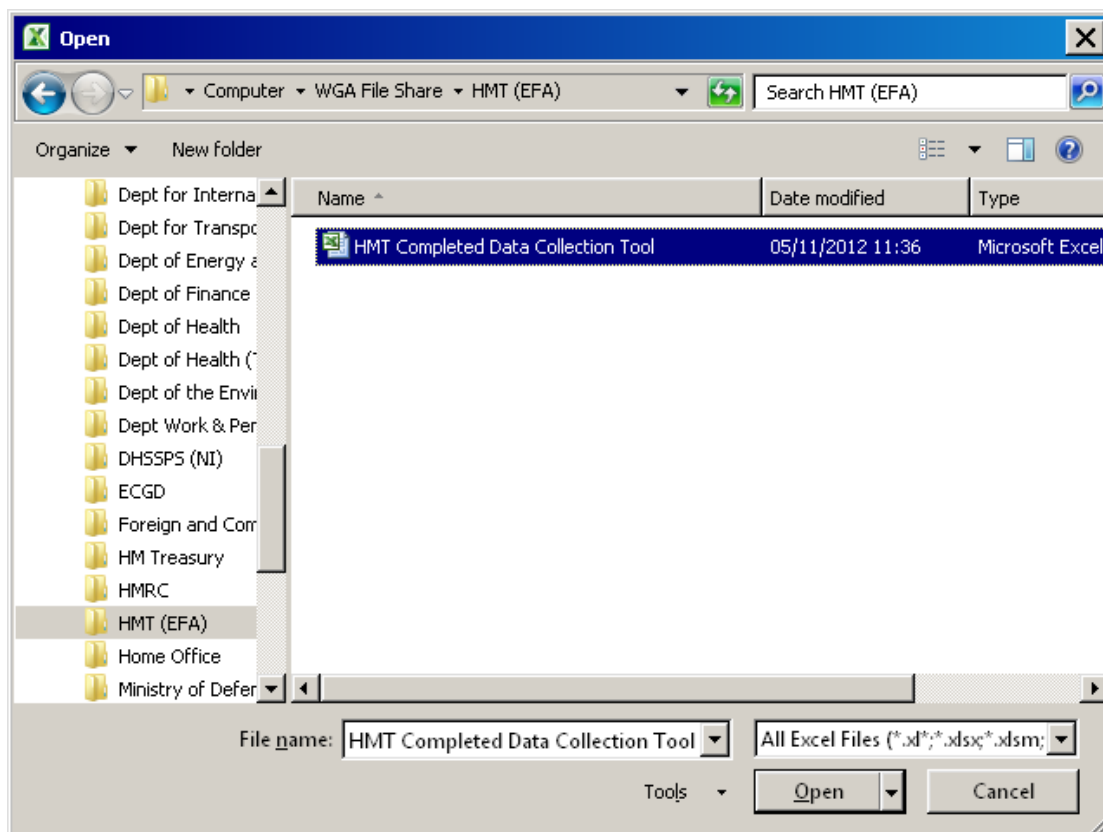 Open
Computer WGA File Share HMT (EFA) Search HMT (EFA)
Organize New folder
Name Date modified Type
HMT Completed Data Collection Tool 05/11/2012 11:36 Microsoft Excel
Dept for Interna
Dept for Transpo
Dept of Energy a
Dept of Finance
Dept of Health
Dept of Health (T
Dept of the Envir
Dept Work & Per
DHSSPS (NI)
ECGD
Foreign and Com
HM Treasury
HMRC
HMT (EFA)
Home Office
Ministry of Defen
File name: HMT Completed Data Collection Tool All Excel Files (*.xl*;*.xlsx;*.xlsm;
Tools Open Cancel